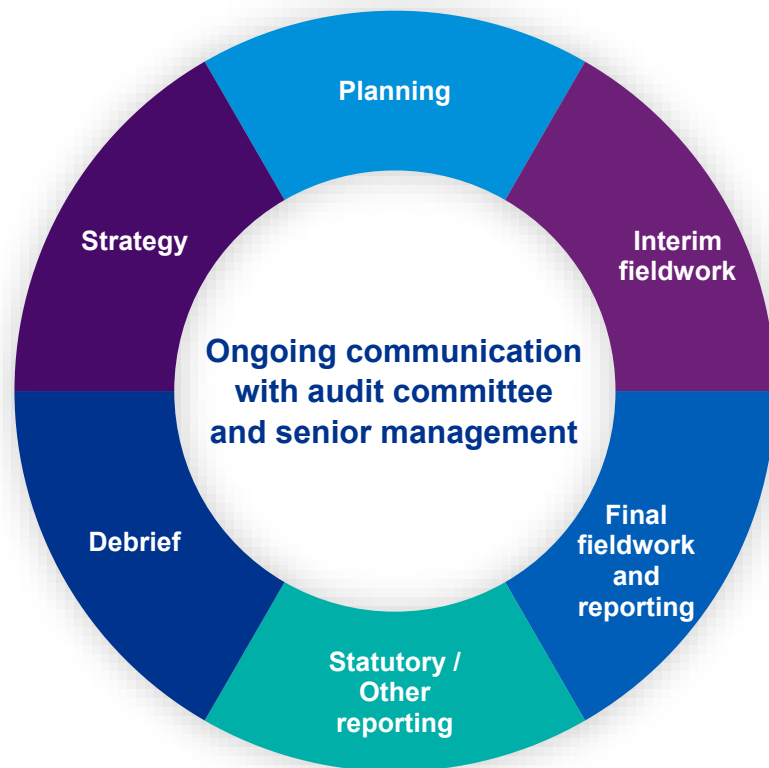 Planning
Strategy
Interim
fieldwork
Ongoing communication
with audit committee
and senior management
Debrief
Final
fieldwork
and
reporting
Statutory /
Other
reporting